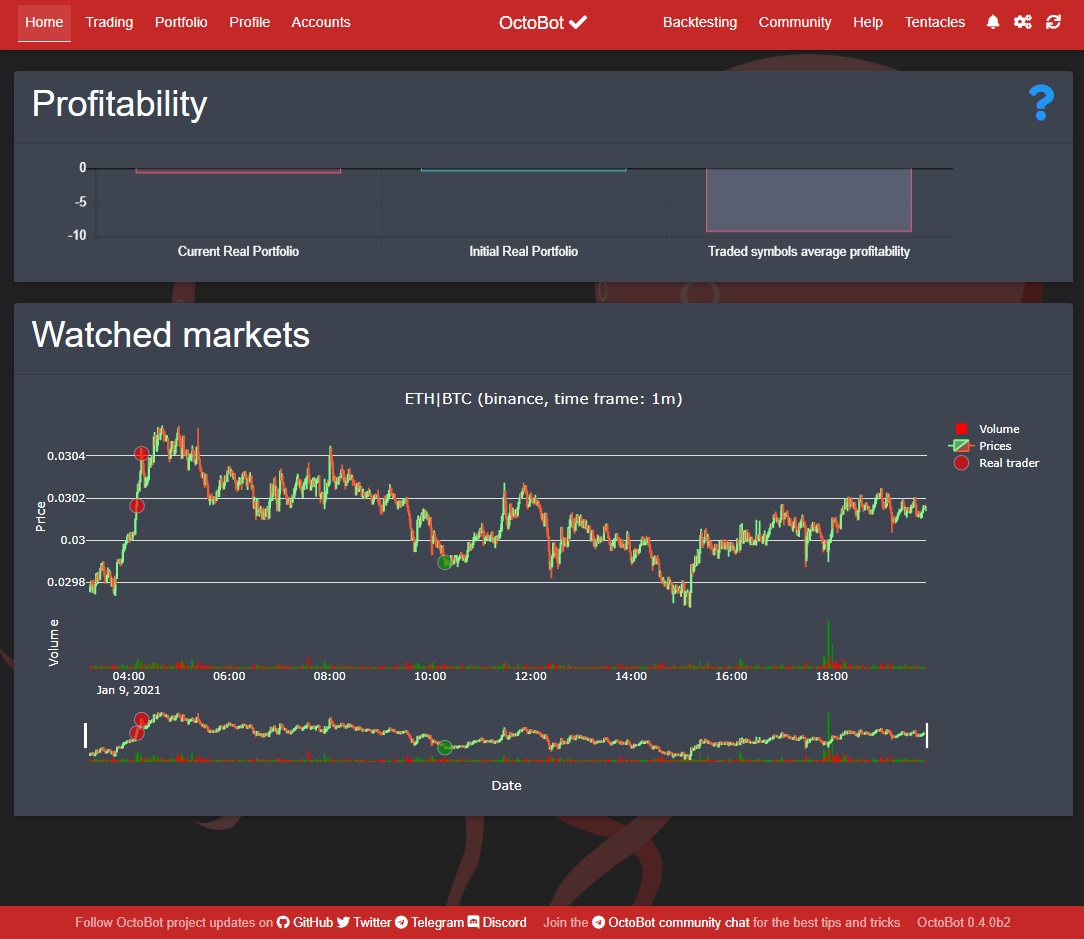 Home Trading Portfolio Profile Accounts OctoBot Backtesting Community Help Tentacles
Profitability
?
0
-5
-10
Current Real Portfolio Initial Real Portfolio Traded symbols average profitability
Watched markets
ETH|BTC (binance, time frame: 1m)
Volume
Prices
Real trader
0.0304
0.0302
0.03
0.0298
Price
Volume
04:00 06:00 08:00 10:00 12:00 14:00 16:00 18:00
Jan 9, 2021
Date
Follow OctoBot project updates on GitHub Twitter Telegram Discord Join the OctoBot community chat for the best tips and tricks OctoBot 0.4.0b2